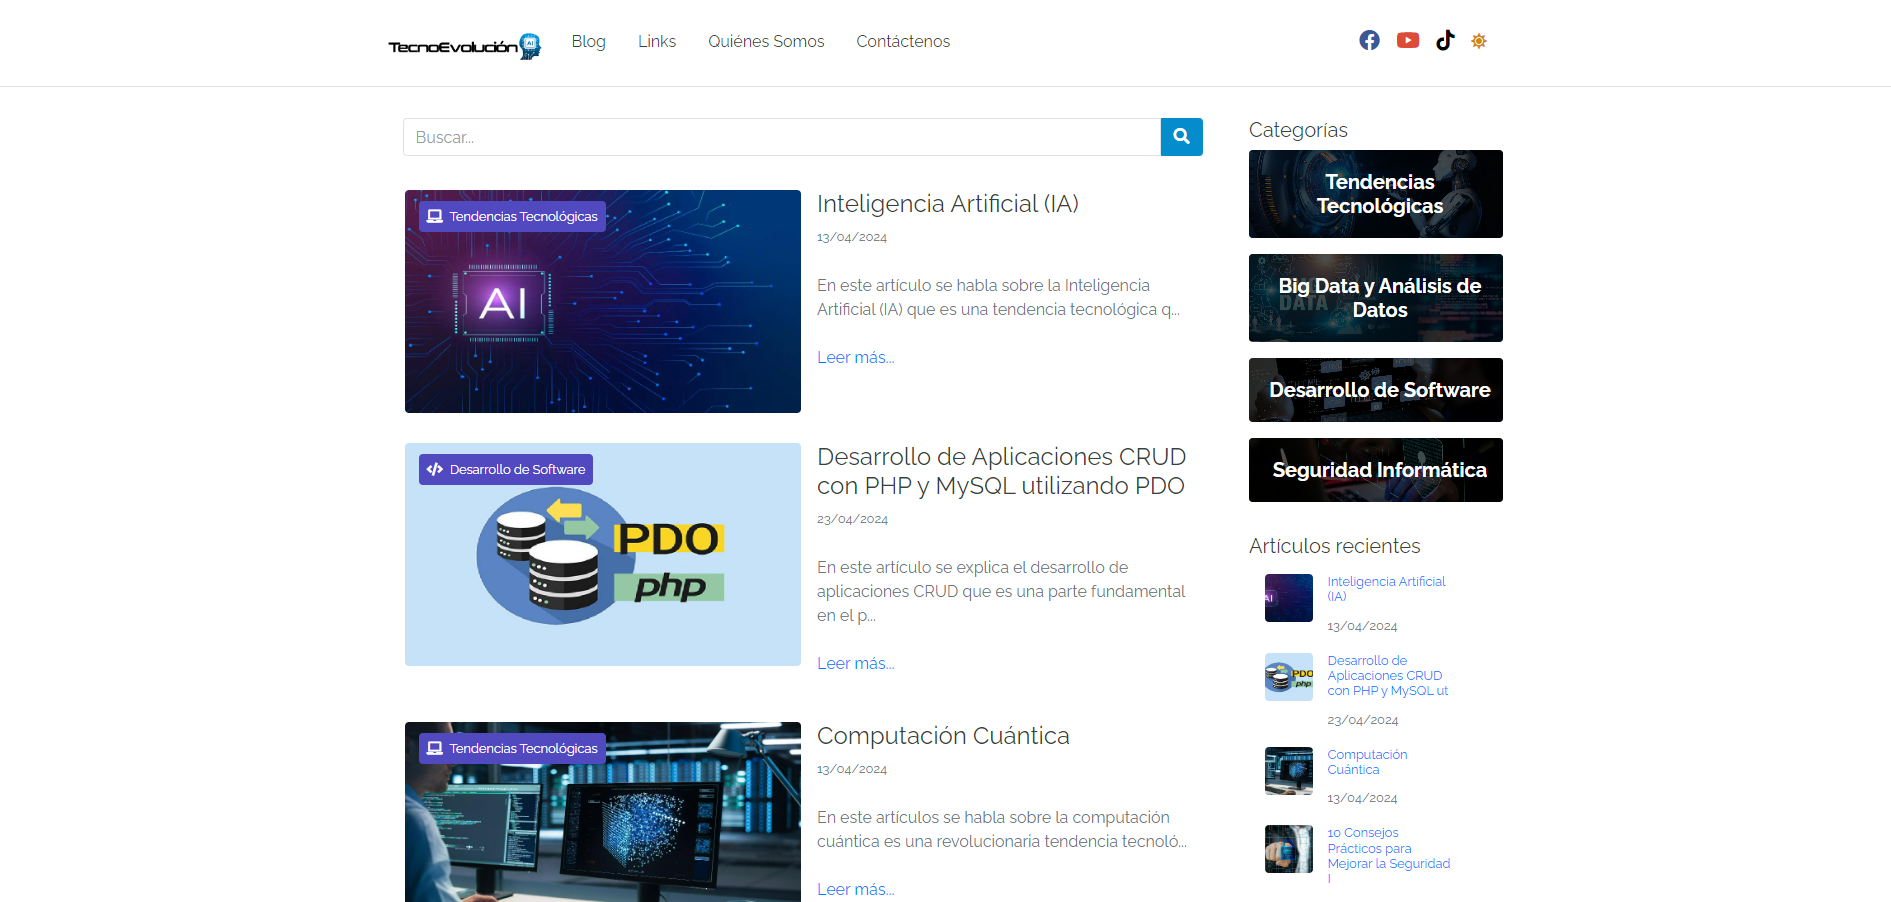 TecnoEvolución AI
Blog
Links
Quiénes Somos
Contáctenos
Buscar...
Tendencias Tecnológicas
AI
Inteligencia Artificial (IA)
13/04/2024
En este artículo se habla sobre la Inteligencia
Artificial (IA) que es una tendencia tecnológica q...
Leer más...
Desarrollo de Software
PDO
php
Desarrollo de Aplicaciones CRUD
con PHP y MySQL utilizando PDO
23/04/2024
En este artículo se explica el desarrollo de
aplicaciones CRUD que es una parte fundamental
en el p...
Leer más...
Tendencias Tecnológicas
Computación Cuántica
13/04/2024
En este artículos se habla sobre la computación
cuántica es una revolucionaria tendencia tecnoló...
Leer más...
Categorías
Tendencias
Tecnológicas
Big Data y Análisis de
Datos
DATA
Desarrollo de Software
Seguridad Informática
Artículos recientes
AI
Inteligencia Artificial
(IA)
13/04/2024
PDO
php
Desarrollo de
Aplicaciones CRUD
con PHP y MySQL ut
23/04/2024
Computación
Cuántica
13/04/2024
10 Consejos
Prácticos para
Mejorar la Seguridad
I